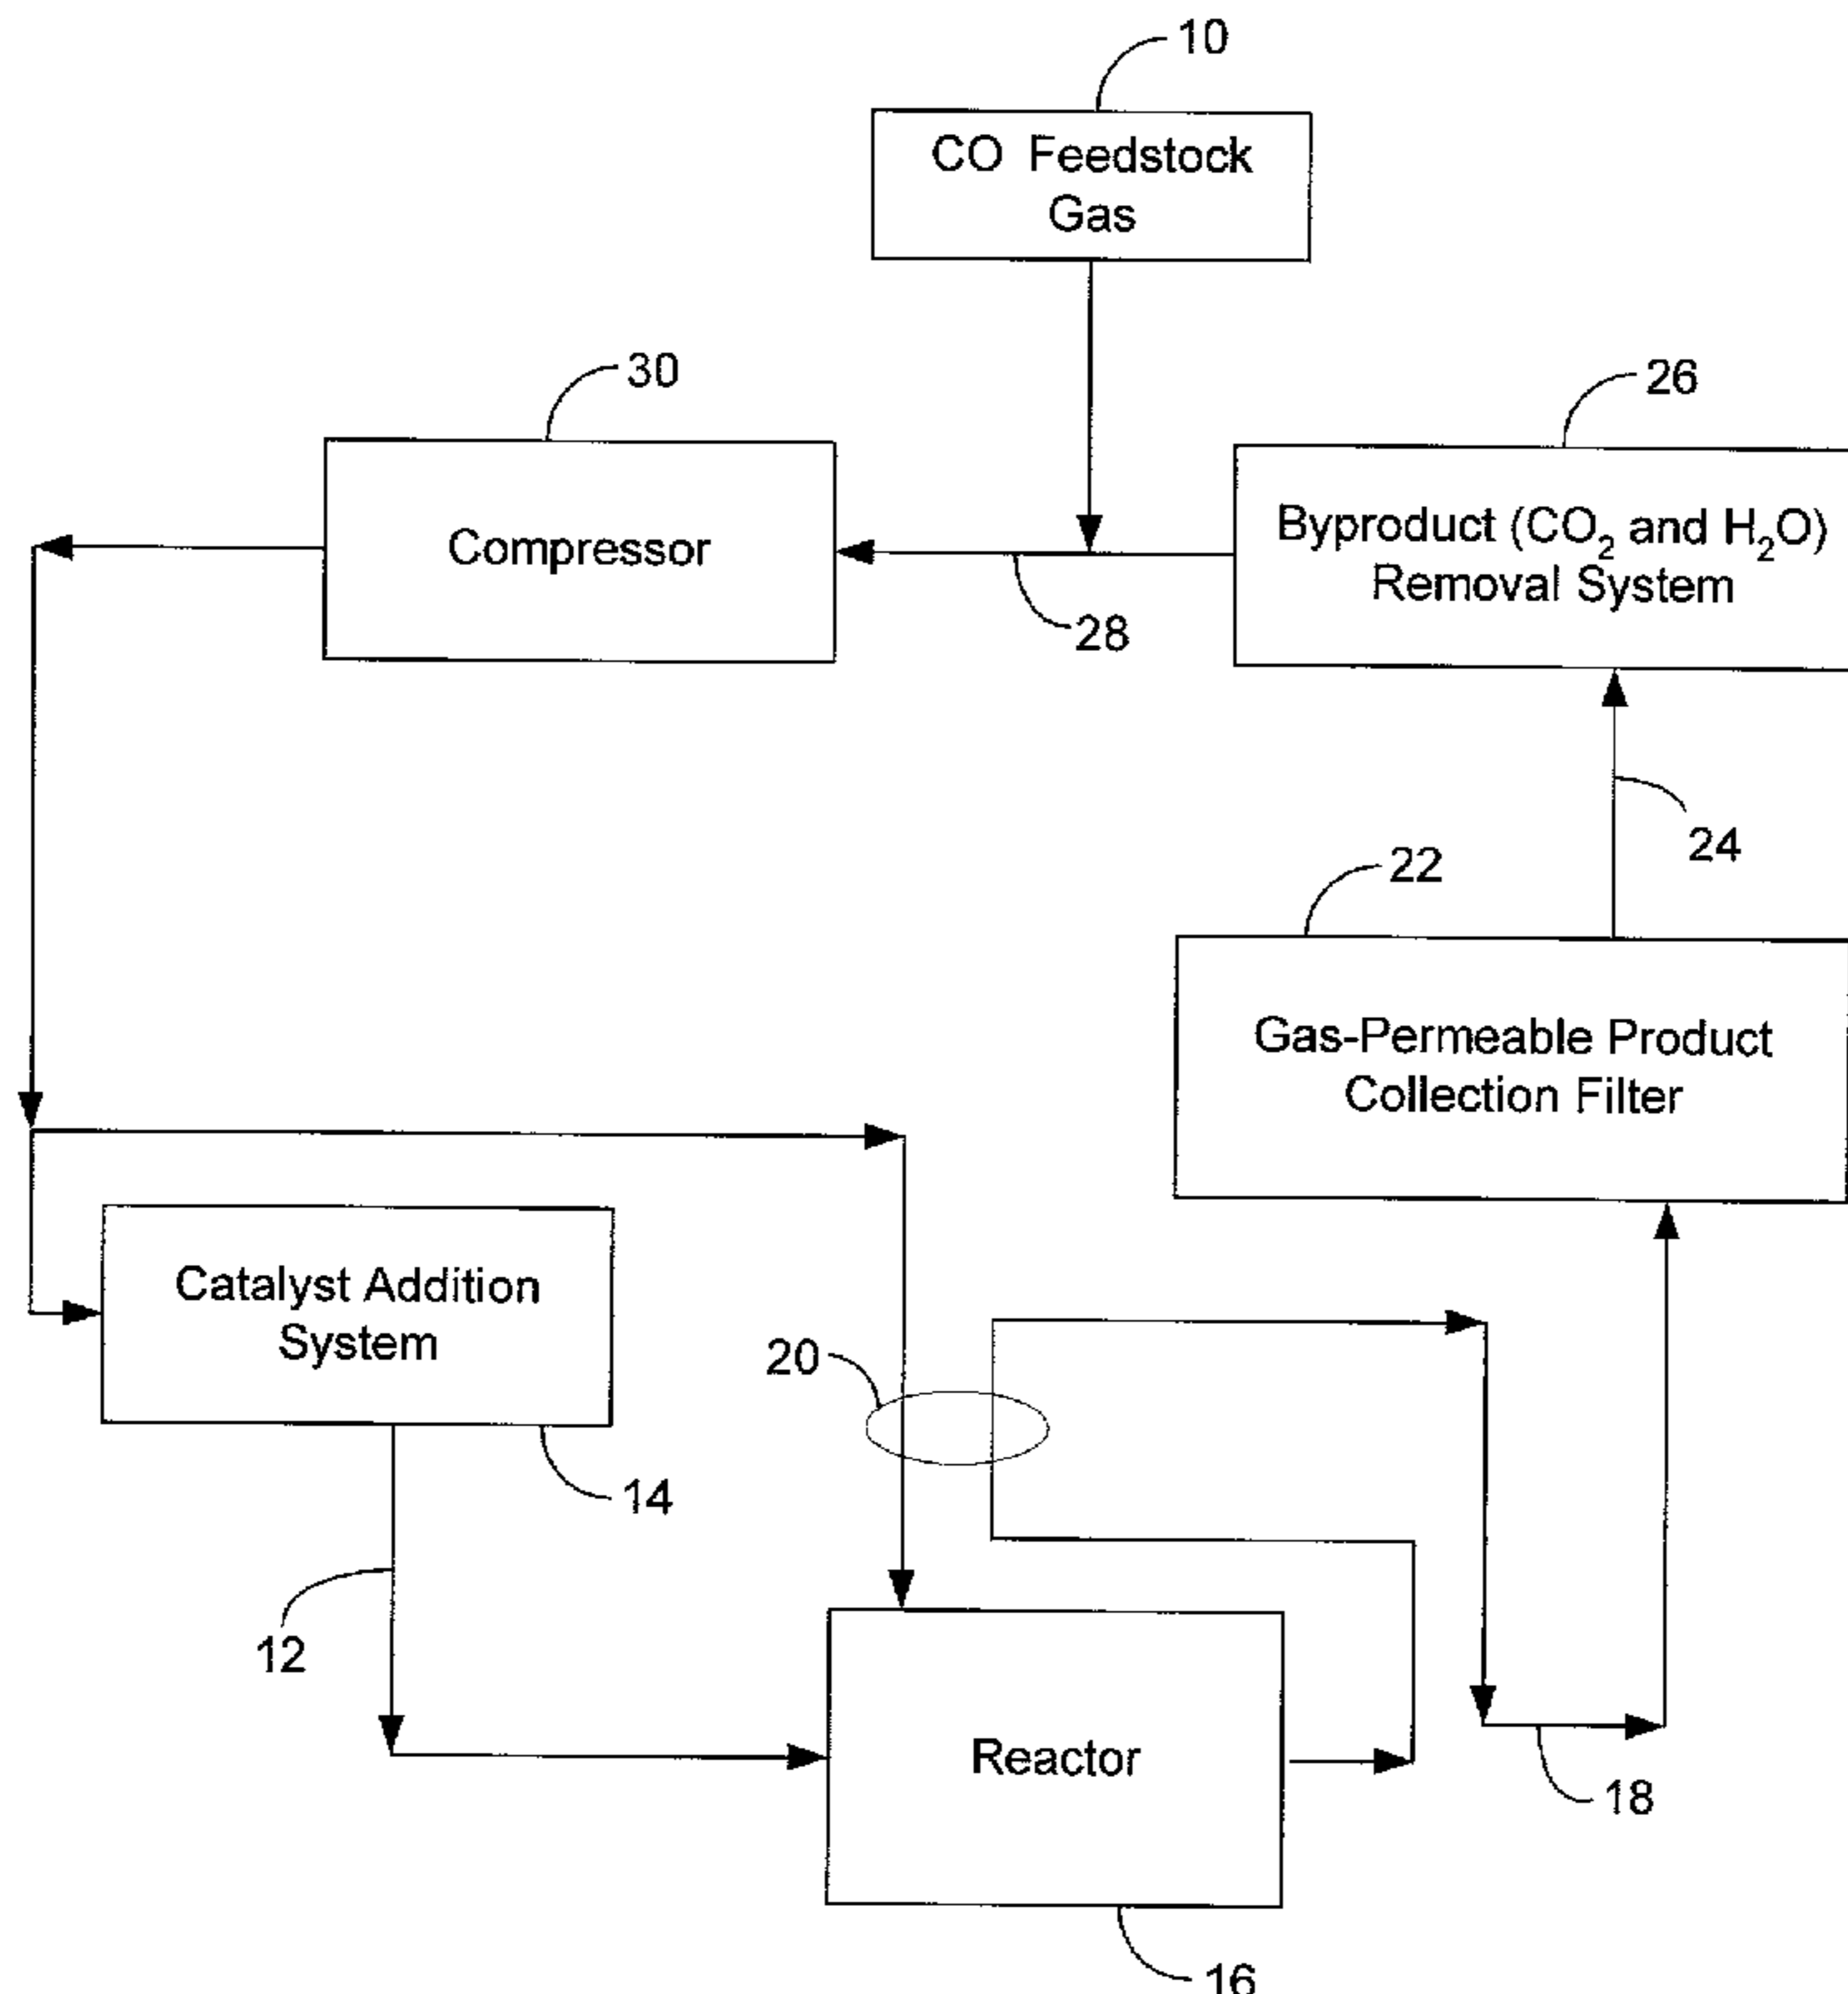 10
CO Feedstock
Gas
30
26
Compressor
Byproduct (CO₂ and H₂O)
Removal System
28
24
22
Gas-Permeable Product
Collection Filter
Catalyst Addition
System
20
14
12
Reactor
18
16